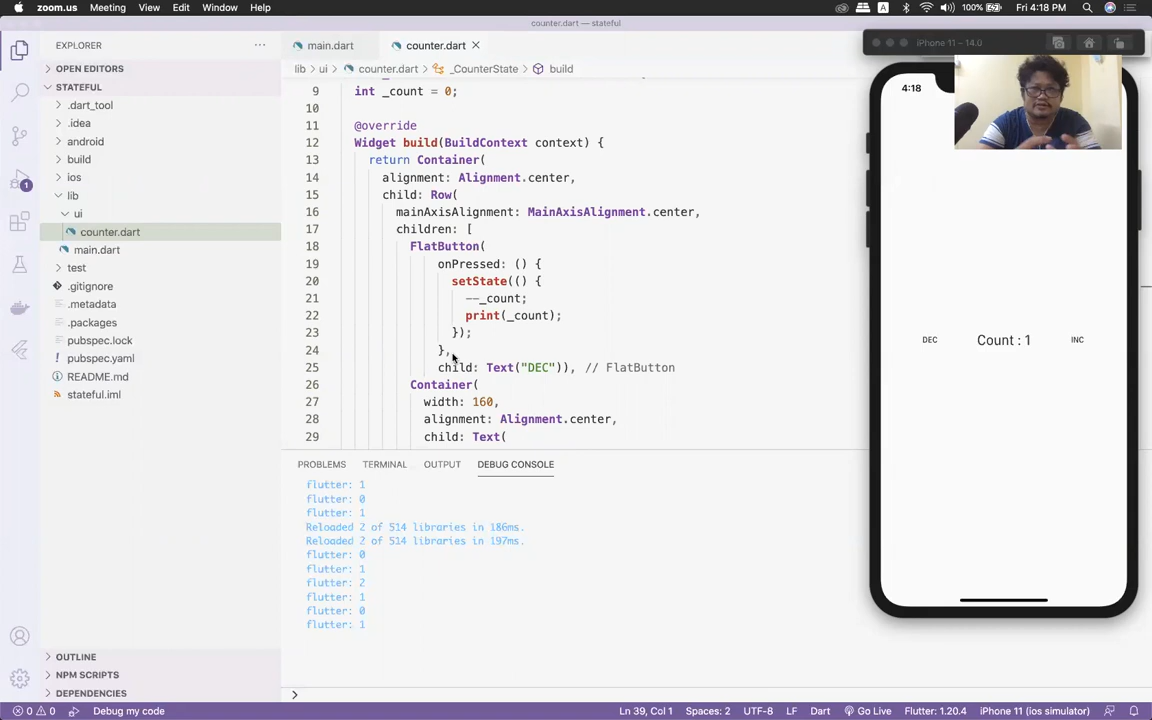 zoom.us Meeting View Edit Window Help
A 100% Fri 4:18 PM
counter.dart — stateful
EXPLORER
OPEN EDITORS
STATEFUL
.dart_tool
.idea
android
build
ios
lib
ui
counter.dart
main.dart
test
.gitignore
.metadata
.packages
pubspec.lock
pubspec.yaml
README.md
stateful.iml
OUTLINE
NPM SCRIPTS
DEPENDENCIES
1
main.dart counter.dart
lib > ui > counter.dart > _CounterState > build
9 int _count = 0;
10
11 @override
12 Widget build(BuildContext context) {
13 return Container(
14 alignment: Alignment.center,
15 child: Row(
16 mainAxisAlignment: MainAxisAlignment.center,
17 children: [
18 FlatButton(
19 onPressed: () {
20 setState(() {
21 --_count;
22 print(_count);
23 });
24 },
25 child: Text("DEC")), // FlatButton
26 Container(
27 width: 160,
28 alignment: Alignment.center,
29 child: Text(
PROBLEMS TERMINAL OUTPUT DEBUG CONSOLE
flutter: 1
flutter: 0
flutter: 1
Reloaded 2 of 514 libraries in 186ms.
Reloaded 2 of 514 libraries in 197ms.
flutter: 0
flutter: 1
flutter: 2
flutter: 1
flutter: 0
flutter: 1
>
iPhone 11 – 14.0
4:18
DEC Count : 1 INC
0 0 Debug my code Ln 39, Col 1 Spaces: 2 UTF-8 LF Dart Go Live Flutter: 1.20.4 iPhone 11 (ios simulator)